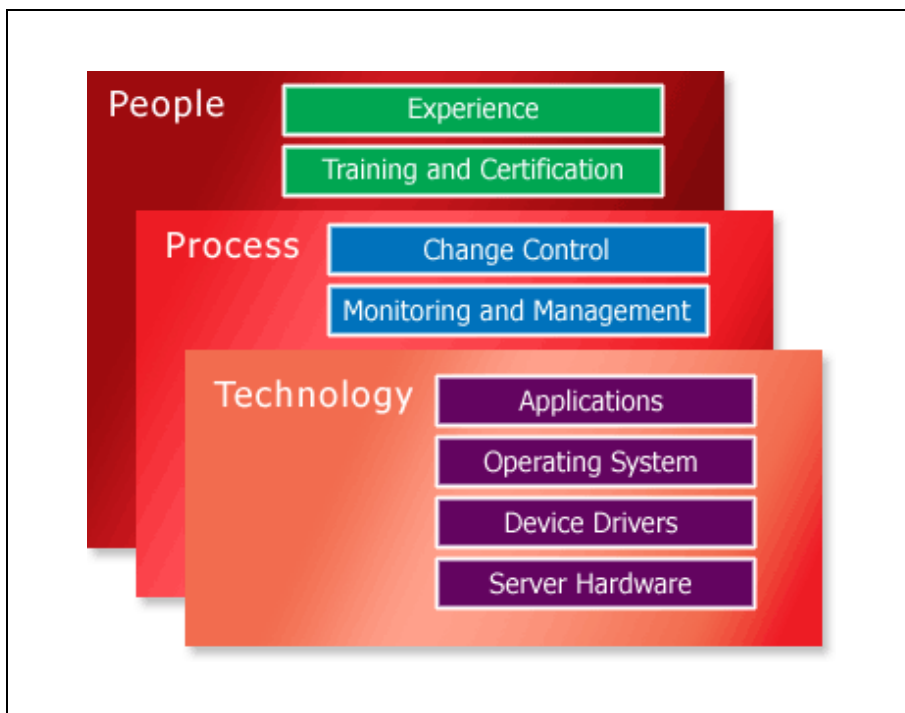 People
Experience
Training and Certification
Process
Change Control
Monitoring and Management
Technology
Applications
Operating System
Device Drivers
Server Hardware